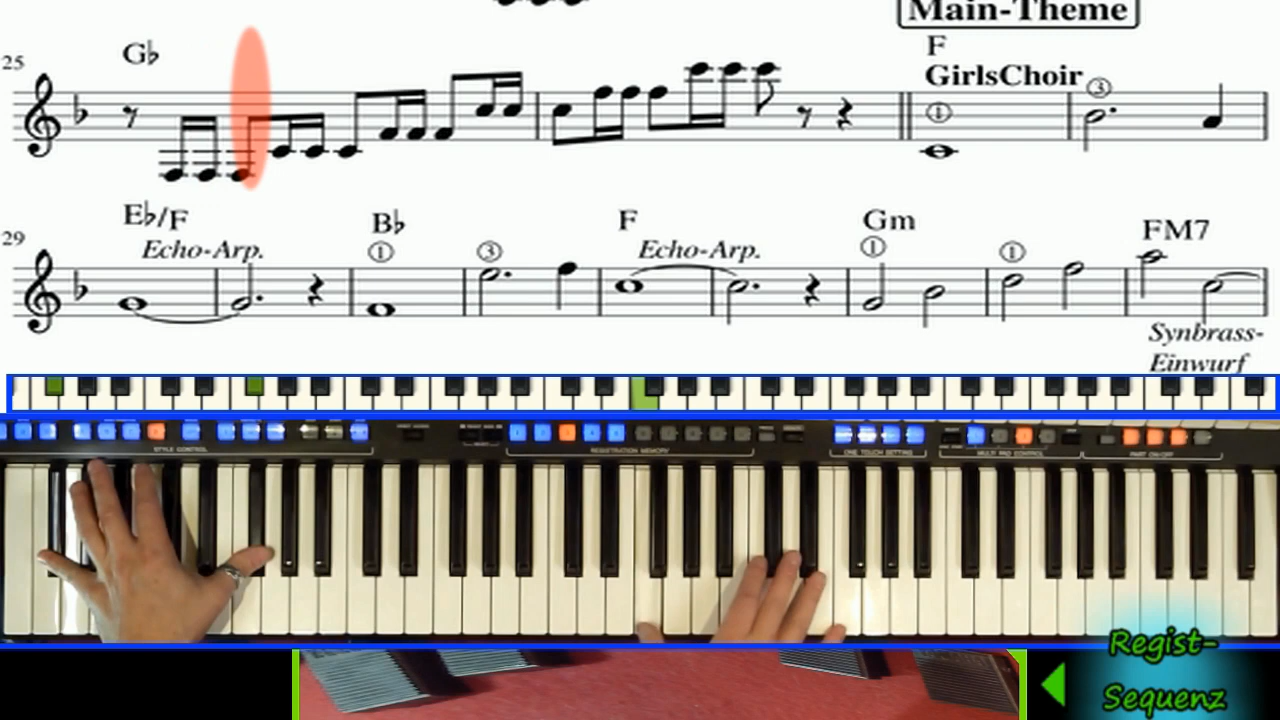 Main-Theme
25
G♭
F
GirlsChoir
①
③
29
E♭/F
Echo-Arp.
B♭
①
③
F
Echo-Arp.
Gm
①
①
FM7
Synbrass-
Einwurf
STYLE CONTROL
REGISTRATION MEMORY
ONE TOUCH SETTING
MULTI PAD CONTROL
PART ON/OFF
Regist-
Sequenz